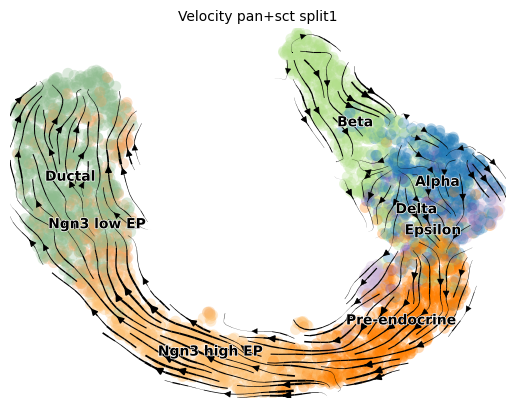 Velocity pan+sct split1
Beta
Ductal
Alpha
Delta
Ngn3 low EP
Epsilon
Pre-endocrine
Ngn3 high EP